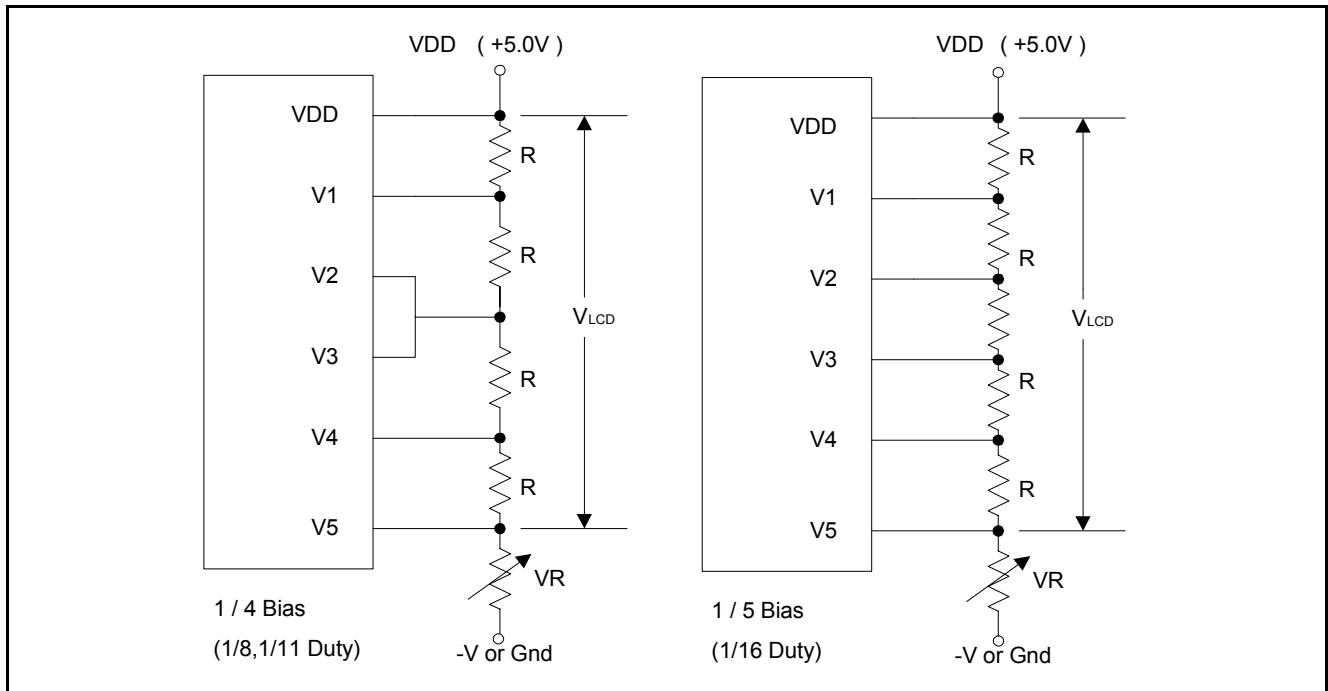 VDD ( +5.0V )
VDD
R
V1
R
V2
VLCD
V3
R
V4
R
V5
VR
1 / 4 Bias
(1/8,1/11 Duty)
-V or Gnd
VDD ( +5.0V )
VDD
R
V1
R
V2
VLCD
V3
R
V4
R
V5
VR
1 / 5 Bias
(1/16 Duty)
-V or Gnd